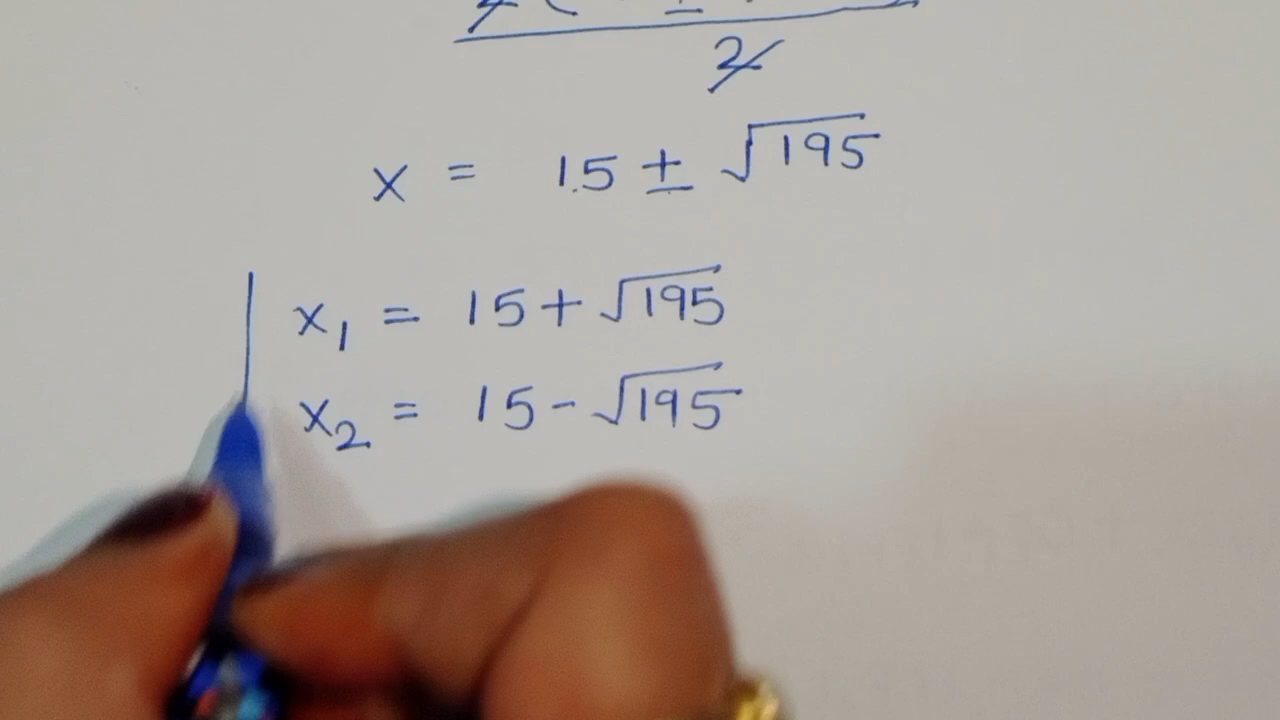 2
x = 15 ± √195
x₁ = 15 + √195
x₂ = 15 - √195